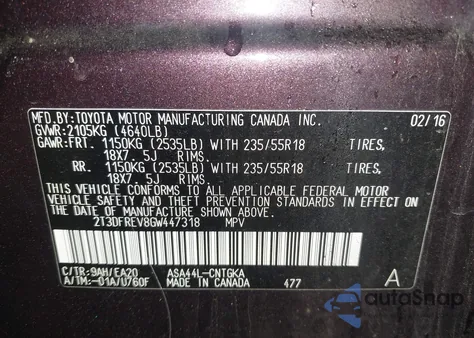 MFD.BY:TOYOTA MOTOR MANUFACTURING CANADA INC. 02/16
GVWR:2105KG (4640LB)
GAWR:FRT. 1150KG (2535LB) WITH 235/55R18 TIRES,
18X7. 5J RIMS.
RR. 1150KG (2535LB) WITH 235/55R18 TIRES,
18X7. 5J RIMS.
THIS VEHICLE CONFORMS TO ALL APPLICABLE FEDERAL MOTOR
VEHICLE SAFETY AND THEFT PREVENTION STANDARDS IN EFFECT
ON THE DATE OF MANUFACTURE SHOWN ABOVE.
2T3DFREV8GW447318 MPV
C/TR:9AH/EA20 ASA44L-CNTGKA
A/TM:-01A/U760F MADE IN CANADA 477 A
autosnap